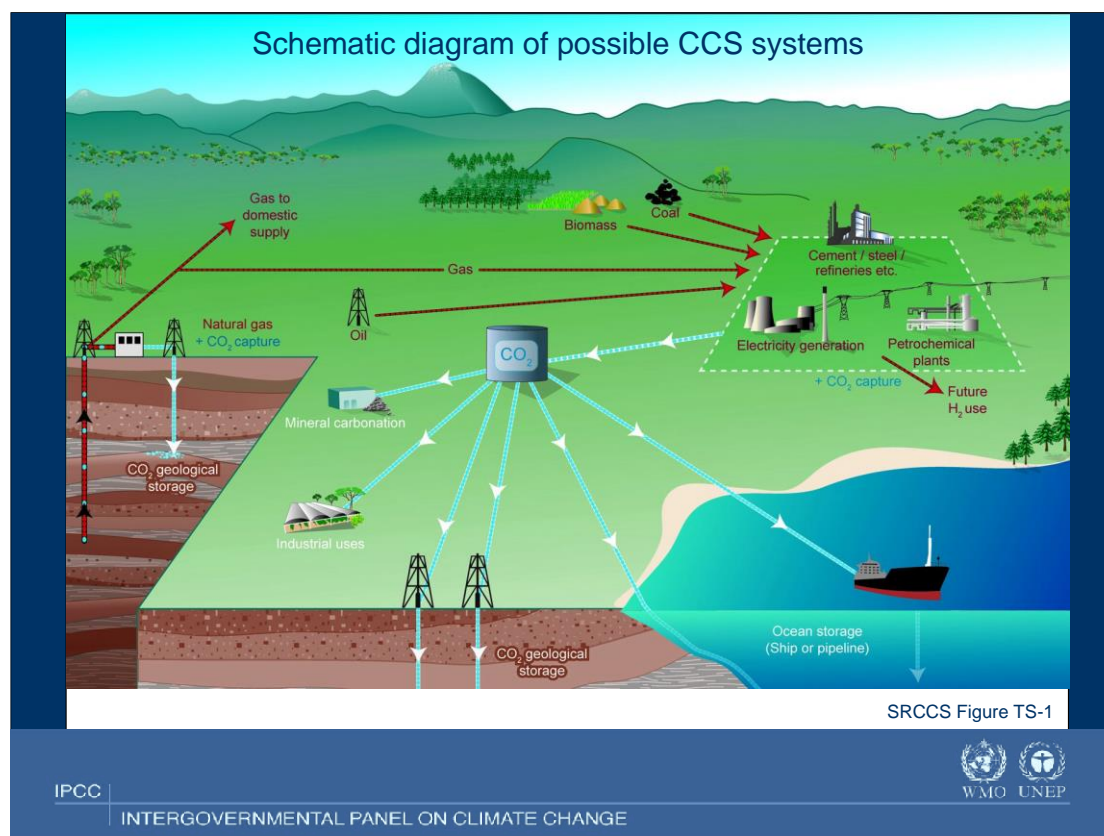 Schematic diagram of possible CCS systems
Gas to
domestic
supply
Biomass
Coal
Cement / steel /
refineries etc.
Gas
Oil
Natural gas
+ CO₂ capture
CO₂
Electricity generation
Petrochemical
plants
+ CO₂ capture
Future
H₂ use
Mineral carbonation
CO₂ geological
storage
Industrial uses
Ocean storage
(Ship or pipeline)
CO₂ geological
storage
SRCCS Figure TS-1
IPCC
WMO UNEP
INTERGOVERNMENTAL PANEL ON CLIMATE CHANGE